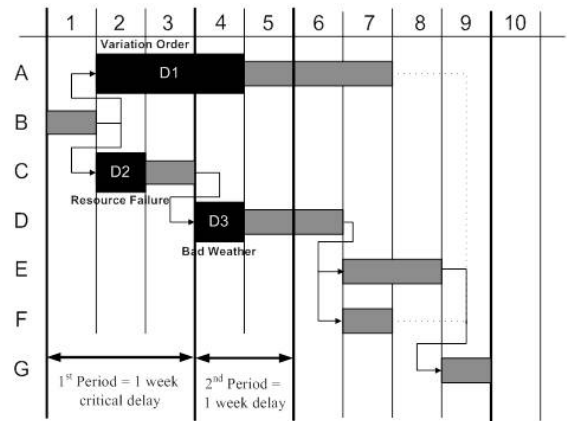 1 2 3 4 5 6 7 8 9 10
Variation Order
A D1
B
C D2
Resource Failure
D D3
Bad Weather
E
F
G
1st Period = 1 week
critical delay
2nd Period =
1 week delay